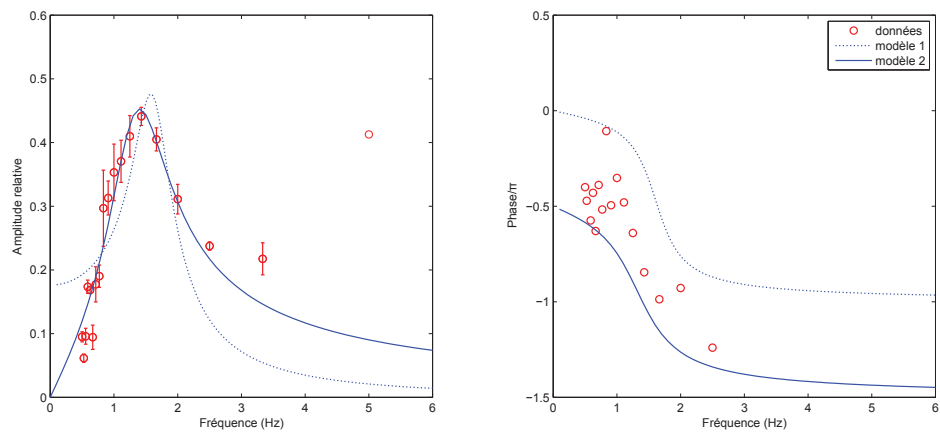 0.6
0.5
0.4
0.3
0.2
0.1
0
Amplitude relative
0 1 2 3 4 5 6
Fréquence (Hz)
0.5
0
−0.5
−1
−1.5
Phase/π
0 1 2 3 4 5 6
Fréquence (Hz)
données
modèle 1
modèle 2